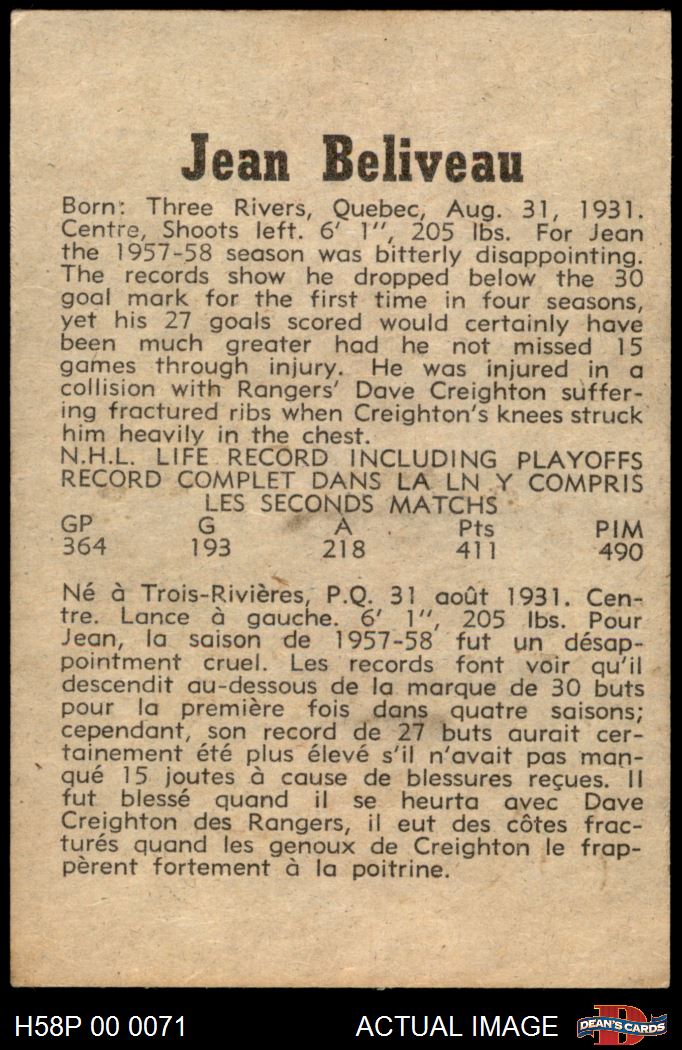 Jean Beliveau
Born: Three Rivers, Quebec, Aug. 31, 1931.
Centre, Shoots left. 6' 1'', 205 lbs. For Jean
the 1957-58 season was bitterly disappointing.
The records show he dropped below the 30
goal mark for the first time in four seasons,
yet his 27 goals scored would certainly have
been much greater had he not missed 15
games through injury. He was injured in a
collision with Rangers' Dave Creighton suffer-
ing fractured ribs when Creighton's knees struck
him heavily in the chest.
N.H.L. LIFE RECORD INCLUDING PLAYOFFS
RECORD COMPLET DANS LA LN Y COMPRIS
LES SECONDS MATCHS
GP G A Pts PIM
364 193 218 411 490
Né à Trois-Rivières, P.Q. 31 août 1931. Cen-
tre. Lance à gauche. 6' 1'', 205 lbs. Pour
Jean, la saison de 1957-58 fut un désap-
pointment cruel. Les records font voir qu'il
descendit au-dessous de la marque de 30 buts
pour la première fois dans quatre saisons;
cependant, son record de 27 buts aurait cer-
tainement été plus élevé s'il n'avait pas man-
qué 15 joutes à cause de blessures reçues. Il
fut blessé quand il se heurta avec Dave
Creighton des Rangers, il eut des côtes frac-
turés quand les genoux de Creighton le frap-
pèrent fortement à la poitrine.
H58P 00 0071 ACTUAL IMAGE DEAN'S CARDS